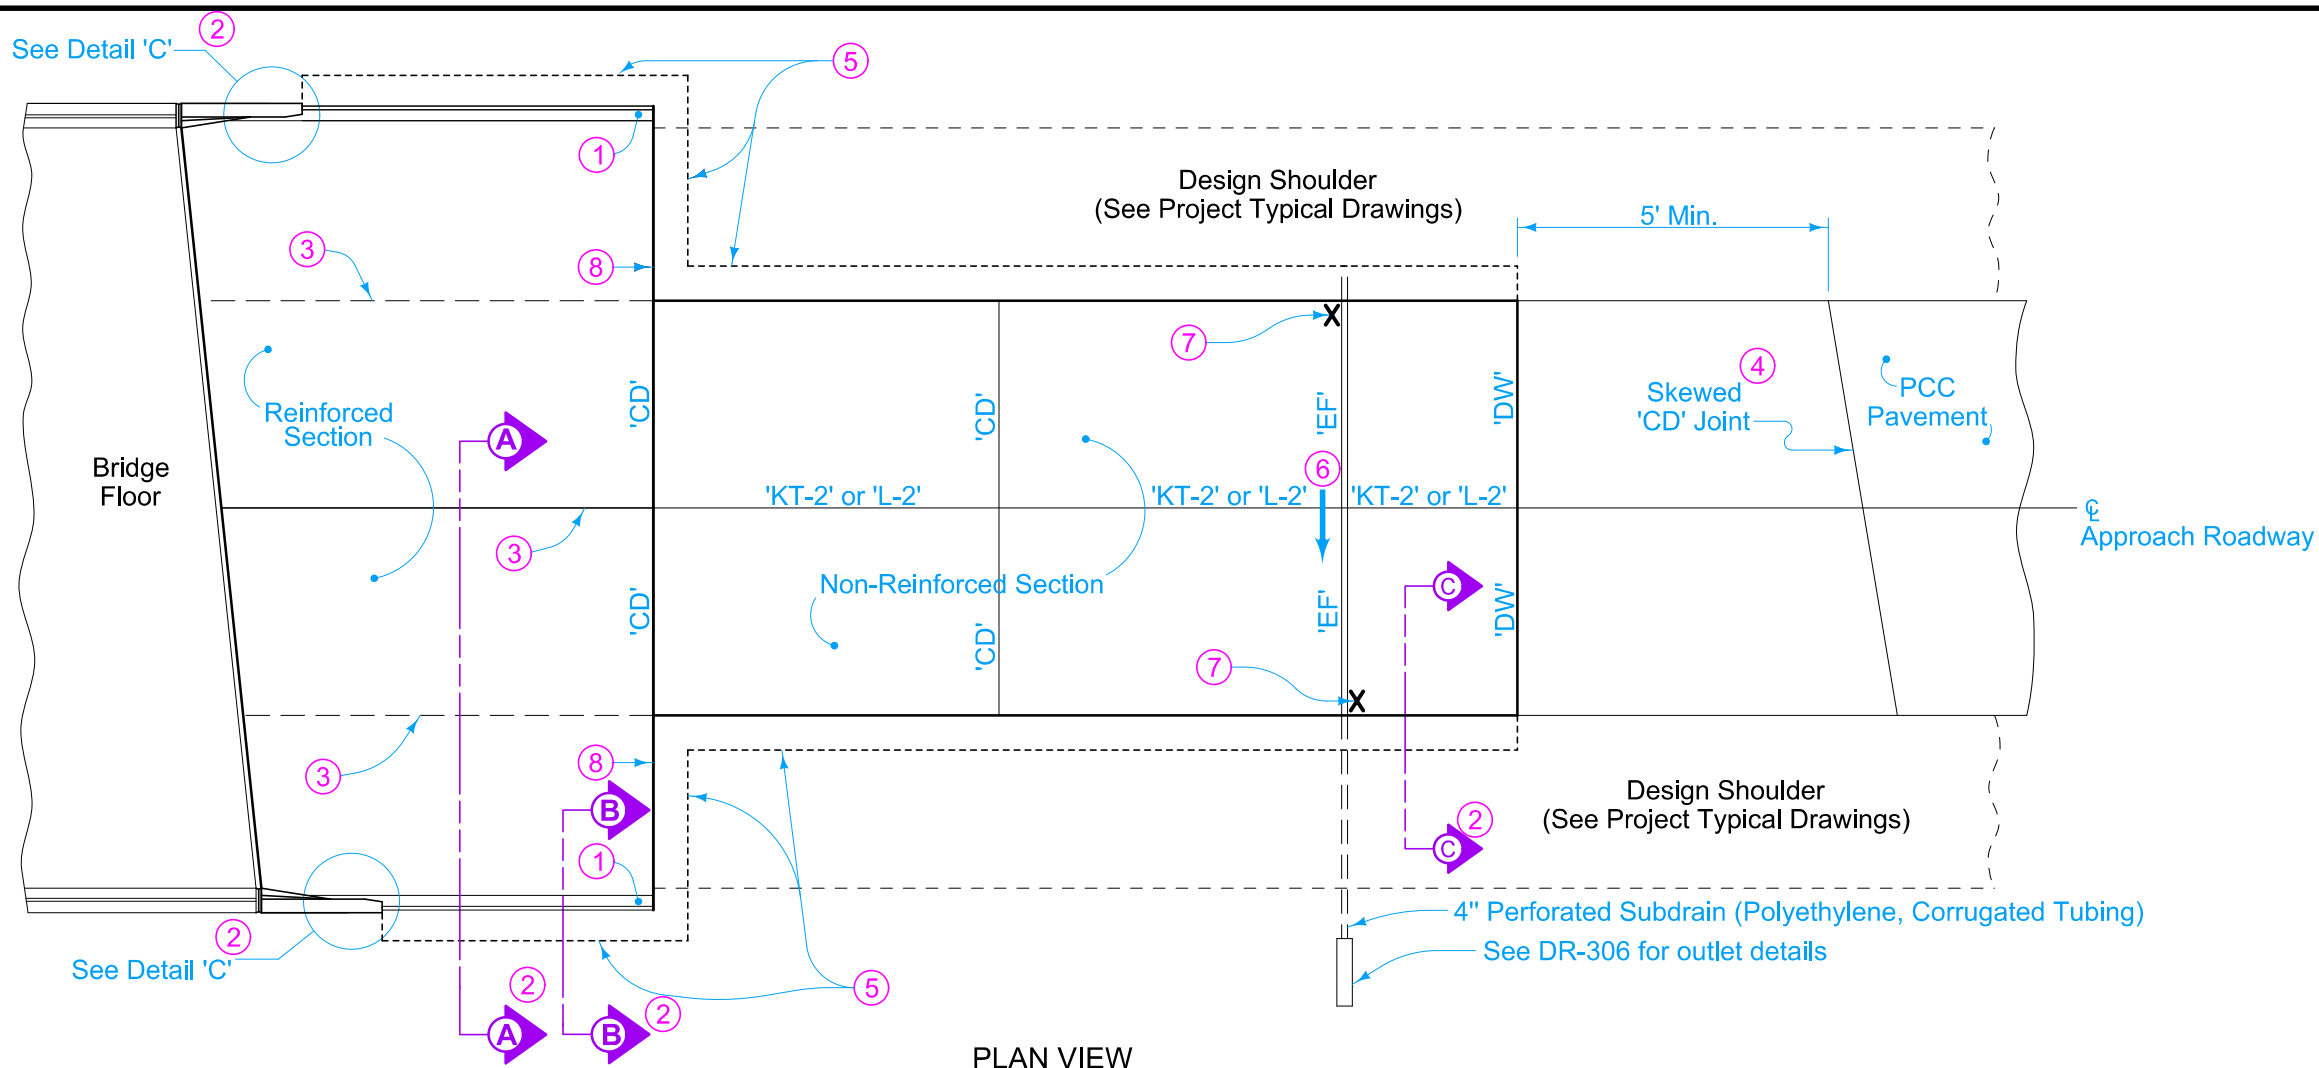 2
See Detail 'C'
5
1
Design Shoulder
(See Project Typical Drawings)
5' Min.
3
8
7
4
Skewed
'CD' Joint
PCC
Pavement
'CD'
'CD'
'EF'
'DW'
Reinforced
Section
A
Bridge
Floor
6
'KT-2' or 'L-2'
'KT-2' or 'L-2'
'KT-2' or 'L-2'
℄
Approach Roadway
3
Non-Reinforced Section
C
'CD'
'CD'
'EF'
'DW'
7
3
8
B
Design Shoulder
(See Project Typical Drawings)
2
C
1
4" Perforated Subdrain (Polyethylene, Corrugated Tubing)
See DR-306 for outlet details
2
See Detail 'C'
2
5
2
A
B
PLAN VIEW